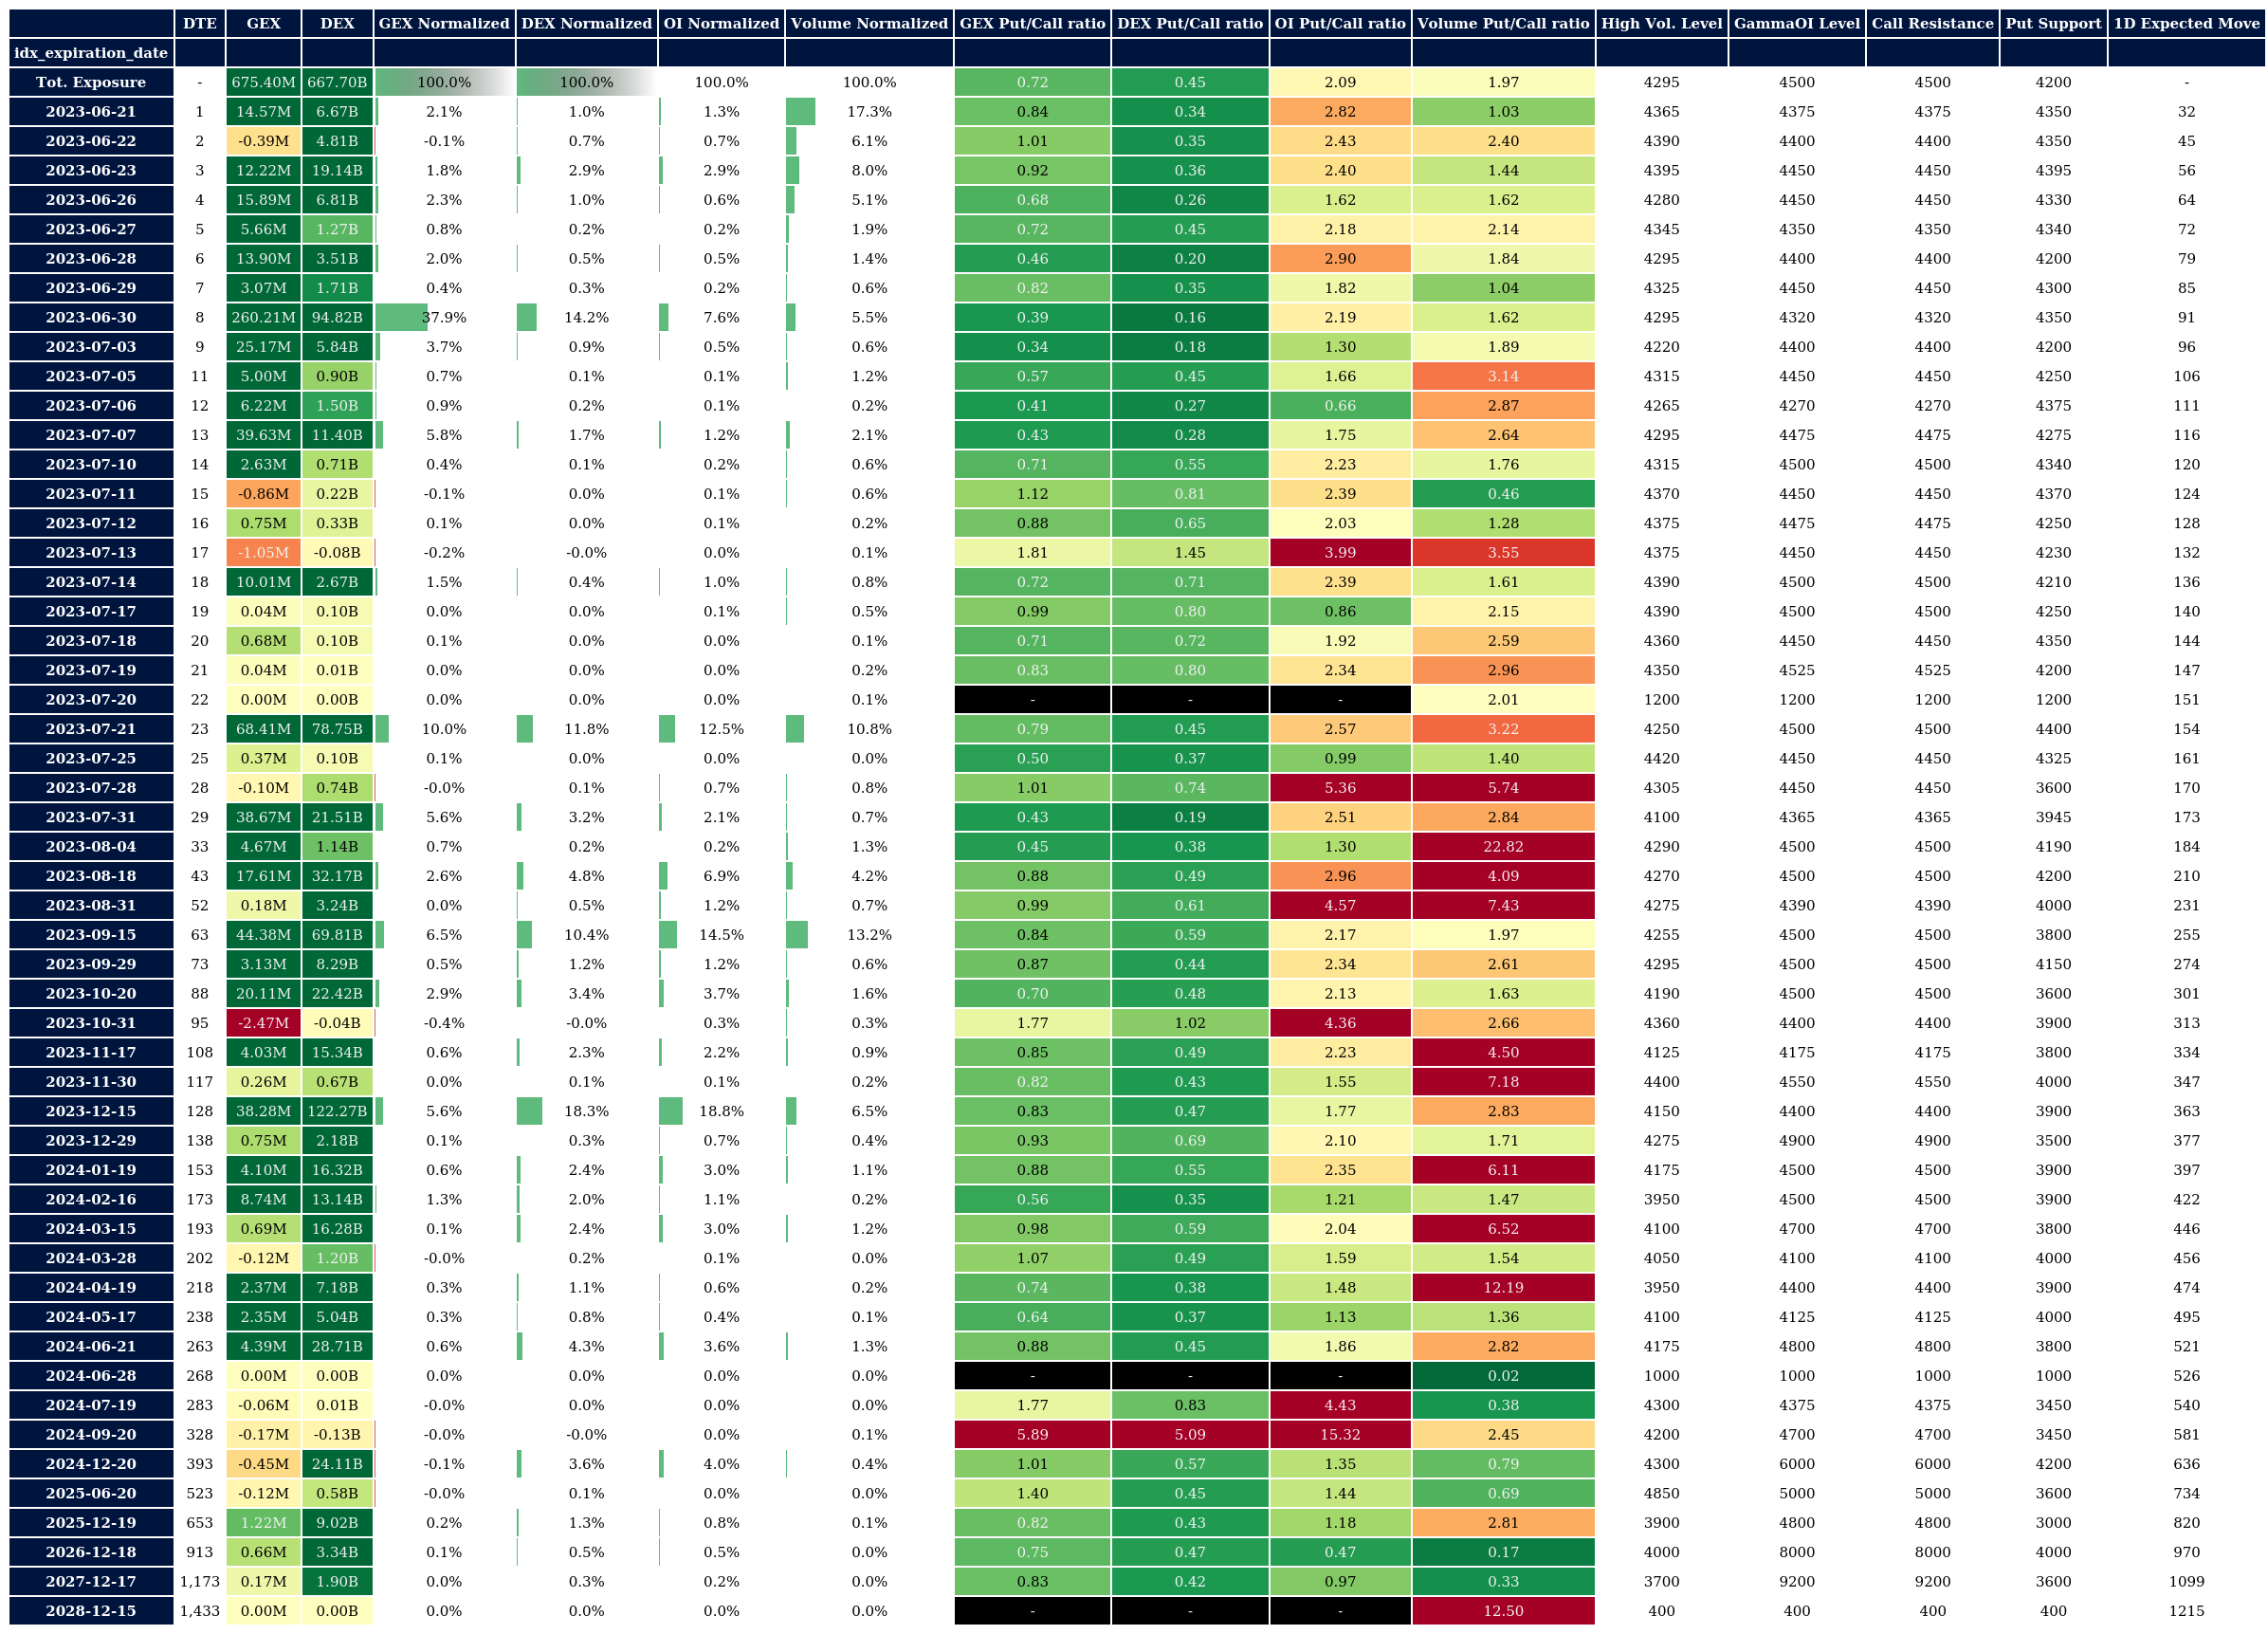 DTE GEX DEX GEX Normalized DEX Normalized OI Normalized Volume Normalized GEX Put/Call ratio DEX Put/Call ratio OI Put/Call ratio Volume Put/Call ratio High Vol. Level GammaOI Level Call Resistance Put Support 1D Expected Move
idx_expiration_date
Tot. Exposure - 675.40M 667.70B 100.0% 100.0% 100.0% 100.0% 0.72 0.45 2.09 1.97 4295 4500 4500 4200 -
2023-06-21 1 14.57M 6.67B 2.1% 1.0% 1.3% 17.3% 0.84 0.34 2.82 1.03 4365 4375 4375 4350 32
2023-06-22 2 -0.39M 4.81B -0.1% 0.7% 0.7% 6.1% 1.01 0.35 2.43 2.40 4390 4400 4400 4350 45
2023-06-23 3 12.22M 19.14B 1.8% 2.9% 2.9% 8.0% 0.92 0.36 2.40 1.44 4395 4450 4450 4395 56
2023-06-26 4 15.89M 6.81B 2.3% 1.0% 0.6% 5.1% 0.68 0.26 1.62 1.62 4280 4450 4450 4330 64
2023-06-27 5 5.66M 1.27B 0.8% 0.2% 0.2% 1.9% 0.72 0.45 2.18 2.14 4345 4350 4350 4340 72
2023-06-28 6 13.90M 3.51B 2.0% 0.5% 0.5% 1.4% 0.46 0.20 2.90 1.84 4295 4400 4400 4200 79
2023-06-29 7 3.07M 1.71B 0.4% 0.3% 0.2% 0.6% 0.82 0.35 1.82 1.04 4325 4450 4450 4300 85
2023-06-30 8 260.21M 94.82B 37.9% 14.2% 7.6% 5.5% 0.39 0.16 2.19 1.62 4295 4320 4320 4350 91
2023-07-03 9 25.17M 5.84B 3.7% 0.9% 0.5% 0.6% 0.34 0.18 1.30 1.89 4220 4400 4400 4200 96
2023-07-05 11 5.00M 0.90B 0.7% 0.1% 0.1% 1.2% 0.57 0.45 1.66 3.14 4315 4450 4450 4250 106
2023-07-06 12 6.22M 1.50B 0.9% 0.2% 0.1% 0.2% 0.41 0.27 0.66 2.87 4265 4270 4270 4375 111
2023-07-07 13 39.63M 11.40B 5.8% 1.7% 1.2% 2.1% 0.43 0.28 1.75 2.64 4295 4475 4475 4275 116
2023-07-10 14 2.63M 0.71B 0.4% 0.1% 0.2% 0.6% 0.71 0.55 2.23 1.76 4315 4500 4500 4340 120
2023-07-11 15 -0.86M 0.22B -0.1% 0.0% 0.1% 0.6% 1.12 0.81 2.39 0.46 4370 4450 4450 4370 124
2023-07-12 16 0.75M 0.33B 0.1% 0.0% 0.1% 0.2% 0.88 0.65 2.03 1.28 4375 4475 4475 4250 128
2023-07-13 17 -1.05M -0.08B -0.2% -0.0% 0.0% 0.1% 1.81 1.45 3.99 3.55 4375 4450 4450 4230 132
2023-07-14 18 10.01M 2.67B 1.5% 0.4% 1.0% 0.8% 0.72 0.71 2.39 1.61 4390 4500 4500 4210 136
2023-07-17 19 0.04M 0.10B 0.0% 0.0% 0.1% 0.5% 0.99 0.80 0.86 2.15 4390 4500 4500 4250 140
2023-07-18 20 0.68M 0.10B 0.1% 0.0% 0.0% 0.1% 0.71 0.72 1.92 2.59 4360 4450 4450 4350 144
2023-07-19 21 0.04M 0.01B 0.0% 0.0% 0.0% 0.2% 0.83 0.80 2.34 2.96 4350 4525 4525 4200 147
2023-07-20 22 0.00M 0.00B 0.0% 0.0% 0.0% 0.1% - - - 2.01 1200 1200 1200 1200 151
2023-07-21 23 68.41M 78.75B 10.0% 11.8% 12.5% 10.8% 0.79 0.45 2.57 3.22 4250 4500 4500 4400 154
2023-07-25 25 0.37M 0.10B 0.1% 0.0% 0.0% 0.0% 0.50 0.37 0.99 1.40 4420 4450 4450 4325 161
2023-07-28 28 -0.10M 0.74B -0.0% 0.1% 0.7% 0.8% 1.01 0.74 5.36 5.74 4305 4450 4450 3600 170
2023-07-31 29 38.67M 21.51B 5.6% 3.2% 2.1% 0.7% 0.43 0.19 2.51 2.84 4100 4365 4365 3945 173
2023-08-04 33 4.67M 1.14B 0.7% 0.2% 0.2% 1.3% 0.45 0.38 1.30 22.82 4290 4500 4500 4190 184
2023-08-18 43 17.61M 32.17B 2.6% 4.8% 6.9% 4.2% 0.88 0.49 2.96 4.09 4270 4500 4500 4200 210
2023-08-31 52 0.18M 3.24B 0.0% 0.5% 1.2% 0.7% 0.99 0.61 4.57 7.43 4275 4390 4390 4000 231
2023-09-15 63 44.38M 69.81B 6.5% 10.4% 14.5% 13.2% 0.84 0.59 2.17 1.97 4255 4500 4500 3800 255
2023-09-29 73 3.13M 8.29B 0.5% 1.2% 1.2% 0.6% 0.87 0.44 2.34 2.61 4295 4500 4500 4150 274
2023-10-20 88 20.11M 22.42B 2.9% 3.4% 3.7% 1.6% 0.70 0.48 2.13 1.63 4190 4500 4500 3600 301
2023-10-31 95 -2.47M -0.04B -0.4% -0.0% 0.3% 0.3% 1.77 1.02 4.36 2.66 4360 4400 4400 3900 313
2023-11-17 108 4.03M 15.34B 0.6% 2.3% 2.2% 0.9% 0.85 0.49 2.23 4.50 4125 4175 4175 3800 334
2023-11-30 117 0.26M 0.67B 0.0% 0.1% 0.1% 0.2% 0.82 0.43 1.55 7.18 4400 4550 4550 4000 347
2023-12-15 128 38.28M 122.27B 5.6% 18.3% 18.8% 6.5% 0.83 0.47 1.77 2.83 4150 4400 4400 3900 363
2023-12-29 138 0.75M 2.18B 0.1% 0.3% 0.7% 0.4% 0.93 0.69 2.10 1.71 4275 4900 4900 3500 377
2024-01-19 153 4.10M 16.32B 0.6% 2.4% 3.0% 1.1% 0.88 0.55 2.35 6.11 4175 4500 4500 3900 397
2024-02-16 173 8.74M 13.14B 1.3% 2.0% 1.1% 0.2% 0.56 0.35 1.21 1.47 3950 4500 4500 3900 422
2024-03-15 193 0.69M 16.28B 0.1% 2.4% 3.0% 1.2% 0.98 0.59 2.04 6.52 4100 4700 4700 3800 446
2024-03-28 202 -0.12M 1.20B -0.0% 0.2% 0.1% 0.0% 1.07 0.49 1.59 1.54 4050 4100 4100 4000 456
2024-04-19 218 2.37M 7.18B 0.3% 1.1% 0.6% 0.2% 0.74 0.38 1.48 12.19 3950 4400 4400 3900 474
2024-05-17 238 2.35M 5.04B 0.3% 0.8% 0.4% 0.1% 0.64 0.37 1.13 1.36 4100 4125 4125 4000 495
2024-06-21 263 4.39M 28.71B 0.6% 4.3% 3.6% 1.3% 0.88 0.45 1.86 2.82 4175 4800 4800 3800 521
2024-06-28 268 0.00M 0.00B 0.0% 0.0% 0.0% 0.0% - - - 0.02 1000 1000 1000 1000 526
2024-07-19 283 -0.06M 0.01B -0.0% 0.0% 0.0% 0.0% 1.77 0.83 4.43 0.38 4300 4375 4375 3450 540
2024-09-20 328 -0.17M -0.13B -0.0% -0.0% 0.0% 0.1% 5.89 5.09 15.32 2.45 4200 4700 4700 3450 581
2024-12-20 393 -0.45M 24.11B -0.1% 3.6% 4.0% 0.4% 1.01 0.57 1.35 0.79 4300 6000 6000 4200 636
2025-06-20 523 -0.12M 0.58B -0.0% 0.1% 0.0% 0.0% 1.40 0.45 1.44 0.69 4850 5000 5000 3600 734
2025-12-19 653 1.22M 9.02B 0.2% 1.3% 0.8% 0.1% 0.82 0.43 1.18 2.81 3900 4800 4800 3000 820
2026-12-18 913 0.66M 3.34B 0.1% 0.5% 0.5% 0.0% 0.75 0.47 0.47 0.17 4000 8000 8000 4000 970
2027-12-17 1,173 0.17M 1.90B 0.0% 0.3% 0.2% 0.0% 0.83 0.42 0.97 0.33 3700 9200 9200 3600 1099
2028-12-15 1,433 0.00M 0.00B 0.0% 0.0% 0.0% 0.0% - - - 12.50 400 400 400 400 1215